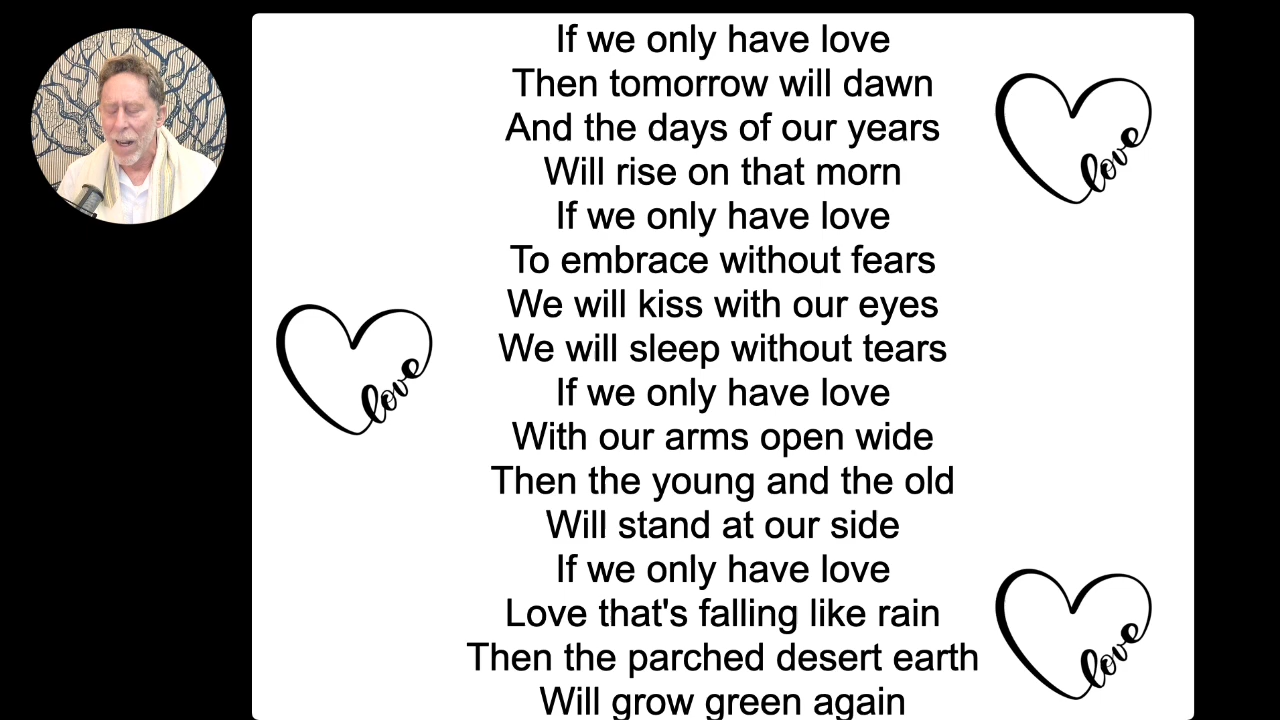 If we only have love
Then tomorrow will dawn
And the days of our years
Will rise on that morn
If we only have love
To embrace without fears
We will kiss with our eyes
We will sleep without tears
If we only have love
With our arms open wide
Then the young and the old
Will stand at our side
If we only have love
Love that's falling like rain
Then the parched desert earth
Will grow green again
love
love
love